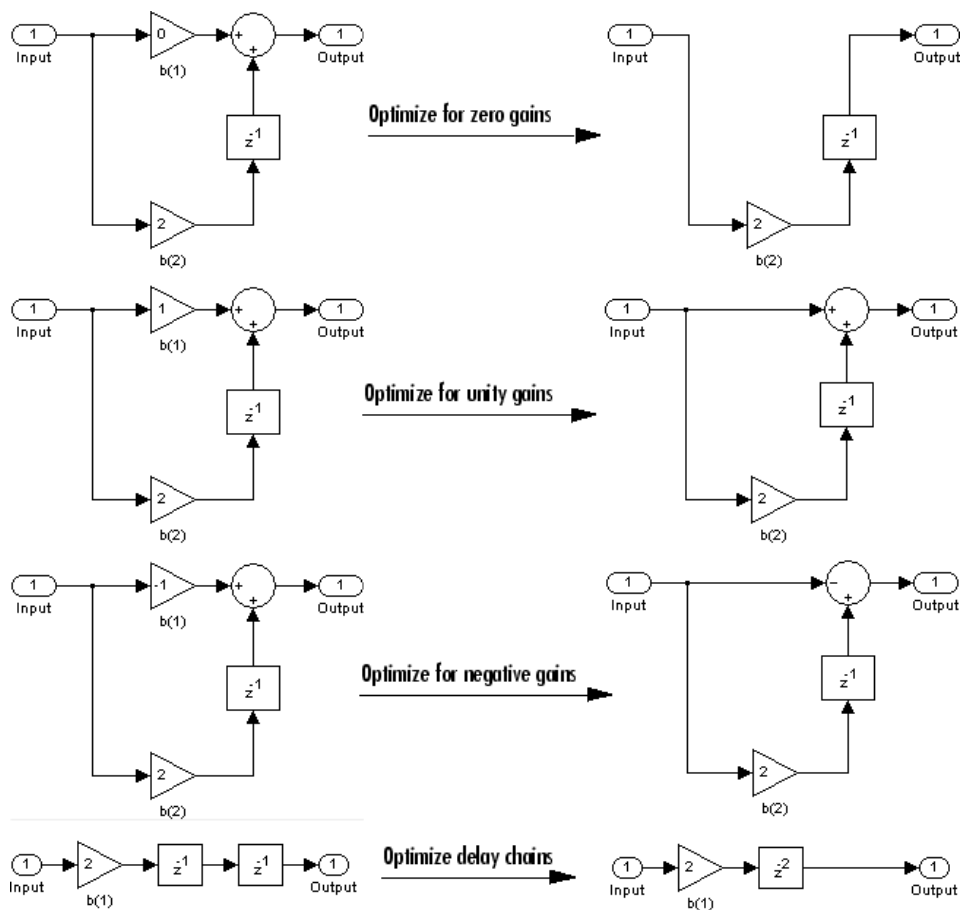 1 0 + 1 1 1
Input b(1) + Output Input Output
Optimize for zero gains
z-1 z-1
2 2
b(2) b(2)
1 1 + 1 1 + 1
Input b(1) + Output Input + Output
Optimize for unity gains
z-1 z-1
2 2
b(2) b(2)
1 -1 + 1 1 − 1
Input b(1) + Output Input + Output
Optimize for negative gains
z-1 z-1
2 2
b(2) b(2)
1 2 z-1 z-1 1 Optimize delay chains 1 2 z-2 1
Input b(1) Output Input b(1) Output